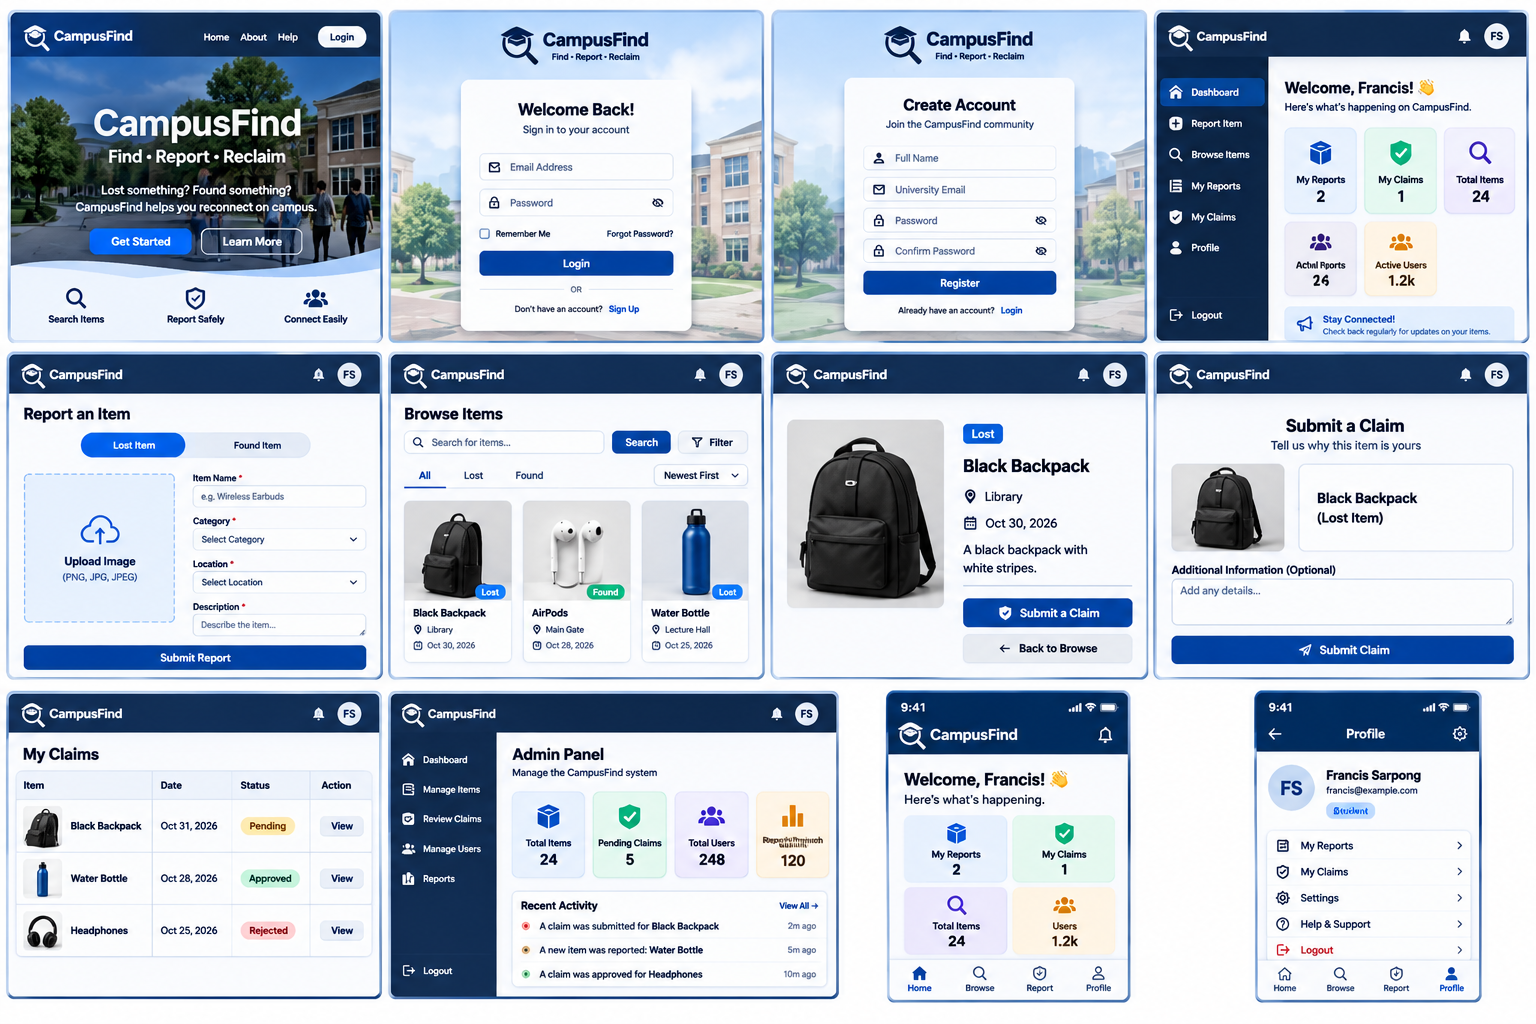 CampusFind
Home About Help Login
CampusFind
Find • Report • Reclaim
Lost something? Found something?
CampusFind helps you reconnect on campus.
Get Started Learn More
Search Items Report Safely Connect Easily
CampusFind
Find • Report • Reclaim
Welcome Back!
Sign in to your account
Email Address
Password
Remember Me Forgot Password?
Login
OR
Don't have an account? Sign Up
CampusFind
Find • Report • Reclaim
Create Account
Join the CampusFind community
Full Name
University Email
Password
Confirm Password
Register
Already have an account? Login
CampusFind FS
Dashboard
Report Item
Browse Items
My Reports
My Claims
Profile
Logout
Welcome, Francis! 👋
Here's what's happening on CampusFind.
My Reports
2
My Claims
1
Total Items
24
Active Users
1.2k
Stay Connected!
Check back regularly for updates on your items.
CampusFind FS
Report an Item
Lost Item Found Item
Upload Image
(PNG, JPG, JPEG)
Item Name *
e.g. Wireless Earbuds
Category *
Select Category
Location *
Select Location
Description *
Describe the item...
Submit Report
CampusFind FS
Browse Items
Search for items... Search Filter
All Lost Found Newest First
Lost
Black Backpack
Library
Oct 30, 2026
Found
AirPods
Main Gate
Oct 28, 2026
Lost
Water Bottle
Lecture Hall
Oct 25, 2026
CampusFind FS
Lost
Black Backpack
Library
Oct 30, 2026
A black backpack with
white stripes.
Submit a Claim
Back to Browse
CampusFind FS
Submit a Claim
Tell us why this item is yours
Black Backpack
(Lost Item)
Additional Information (Optional)
Add any details...
Submit Claim
CampusFind FS
My Claims
Item Date Status Action
Black Backpack Oct 31, 2026 Pending View
Water Bottle Oct 28, 2026 Approved View
Headphones Oct 25, 2026 Rejected View
CampusFind FS
Dashboard
Manage Items
Review Claims
Manage Users
Reports
Logout
Admin Panel
Manage the CampusFind system
Total Items
24
Pending Claims
5
Total Users
248
120
Recent Activity View All →
A claim was submitted for Black Backpack 2m ago
A new item was reported: Water Bottle 5m ago
A claim was approved for Headphones 10m ago
9:41
CampusFind
Welcome, Francis! 👋
Here's what's happening.
My Reports
2
My Claims
1
Total Items
24
Users
1.2k
Home Browse Report Profile
9:41
Profile
FS
Francis Sarpong
francis@example.com
Student
My Reports
My Claims
Settings
Help & Support
Logout
Home Browse Report Profile